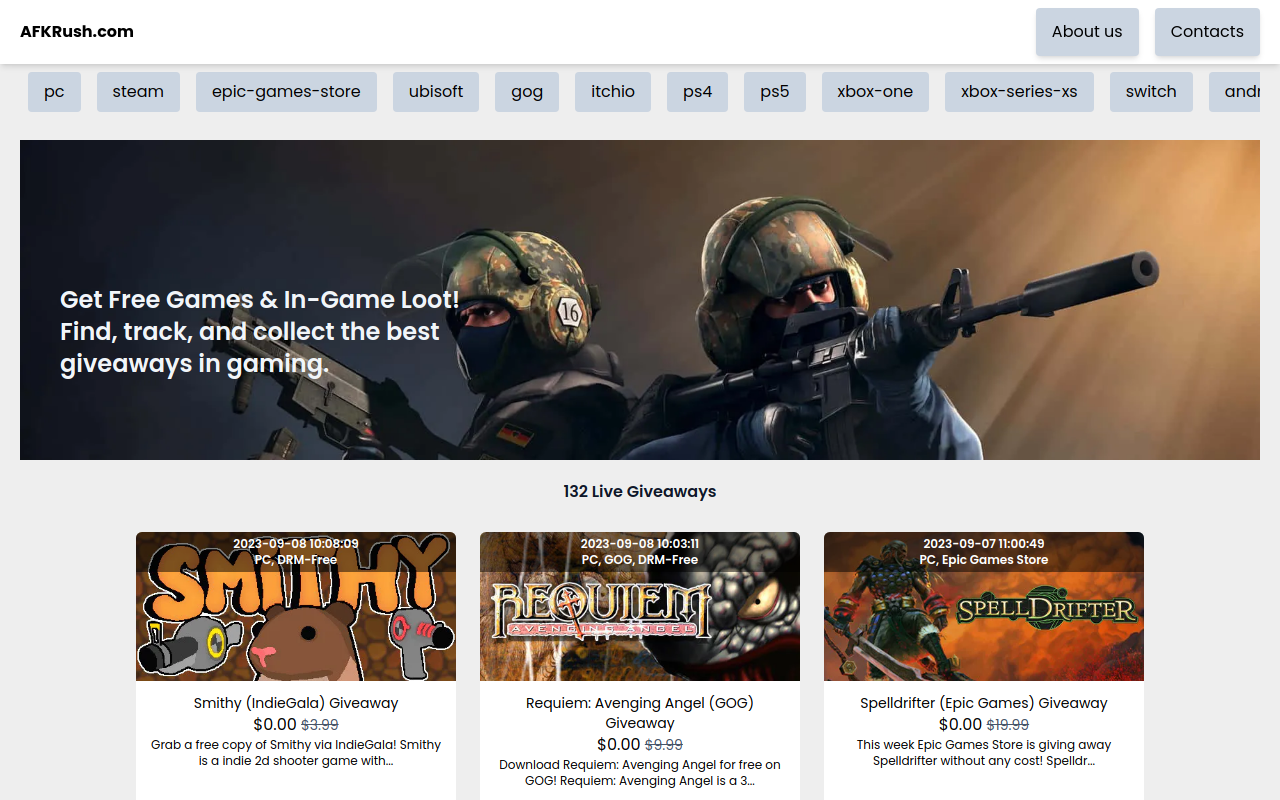 AFKRush.com
About us
Contacts
pc
steam
epic-games-store
ubisoft
gog
itchio
ps4
ps5
xbox-one
xbox-series-xs
switch
andr
Get Free Games & In-Game Loot!
Find, track, and collect the best
giveaways in gaming.
16
132 Live Giveaways
2023-09-08 10:08:09
PC, DRM-Free
SMITHY
Smithy (IndieGala) Giveaway
$0.00 $3.99
Grab a free copy of Smithy via IndieGala! Smithy
is a indie 2d shooter game with...
2023-09-08 10:03:11
PC, GOG, DRM-Free
REQUIEM
AVENGING ANGEL
Requiem: Avenging Angel (GOG)
Giveaway
$0.00 $9.99
Download Requiem: Avenging Angel for free on
GOG! Requiem: Avenging Angel is a 3...
2023-09-07 11:00:49
PC, Epic Games Store
SPELLDRIFTER
Spelldrifter (Epic Games) Giveaway
$0.00 $19.99
This week Epic Games Store is giving away
Spelldrifter without any cost! Spelldr...